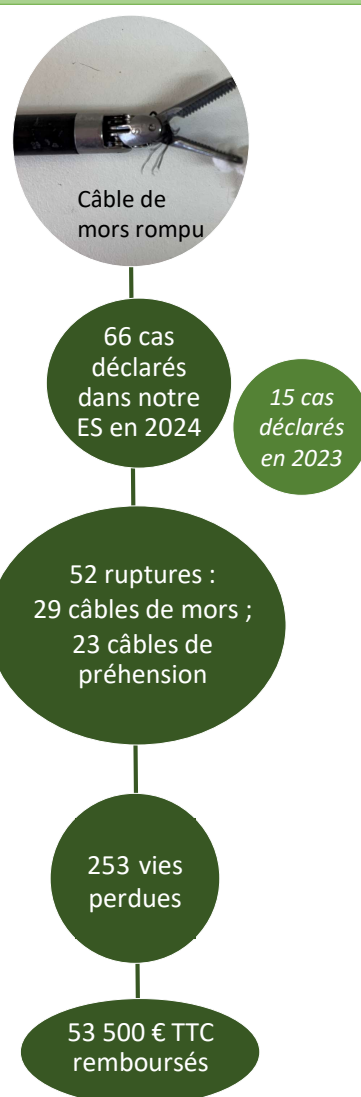 Câble de
mors rompu
66 cas
déclarés
dans notre
ES en 2024
15 cas
déclarés
en 2023
52 ruptures :
29 câbles de mors ;
23 câbles de
préhension
253 vies
perdues
53 500 € TTC
remboursés